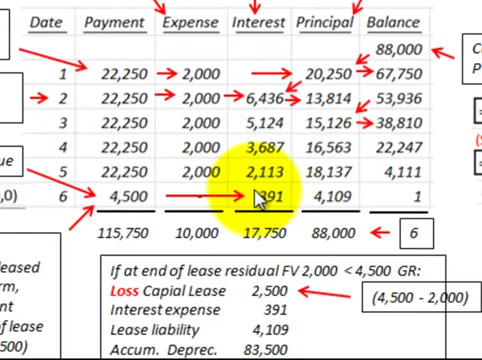 Date Payment Expense Interest Principal Balance
88,000
1 22,250 2,000 20,250 67,750
2 22,250 2,000 6,436 13,814 53,936
3 22,250 2,000 5,124 15,126 38,810
4 22,250 2,000 3,687 16,563 22,247
5 22,250 2,000 2,113 18,137 4,111
,0) 6 4,500 - 391 4,109 1
115,750 10,000 17,750 88,000 6
ue
C
P
=
(
=
eased
rm,
nt
of lease
500)
If at end of lease residual FV 2,000 < 4,500 GR:
Loss Capial Lease 2,500
(4,500 - 2,000)
Interest expense 391
Lease liability 4,109
Accum. Deprec. 83,500